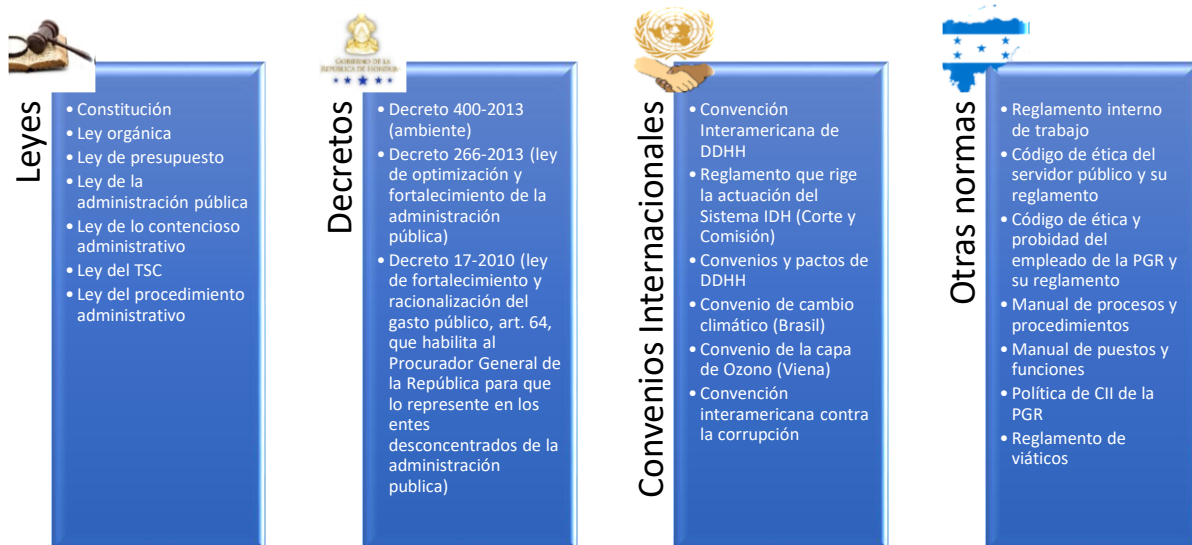 Leyes
• Constitución
• Ley orgánica
• Ley de presupuesto
• Ley de la
administración pública
• Ley de lo contencioso
administrativo
• Ley del TSC
• Ley del procedimiento
administrativo
GOBIERNO DE LA
REPÚBLICA DE HONDUR
Decretos
• Decreto 400-2013
(ambiente)
• Decreto 266-2013 (ley
de optimización y
fortalecimiento de la
administración
pública)
• Decreto 17-2010 (ley
de fortalecimiento y
racionalización del
gasto público, art. 64,
que habilita al
Procurador General de
la República para que
lo represente en los
entes
desconcentrados de la
administración
publica)
Convenios Internacionales
• Convención
Interamericana de
DDHH
• Reglamento que rige
la actuación del
Sistema IDH (Corte y
Comisión)
• Convenios y pactos de
DDHH
• Convenio de cambio
climático (Brasil)
• Convenio de la capa
de Ozono (Viena)
• Convención
interamericana contra
la corrupción
Otras normas
• Reglamento interno
de trabajo
• Código de ética del
servidor público y su
reglamento
• Código de ética y
probidad del
empleado de la PGR y
su reglamento
• Manual de procesos y
procedimientos
• Manual de puestos y
funciones
• Política de CII de la
PGR
• Reglamento de
viáticos